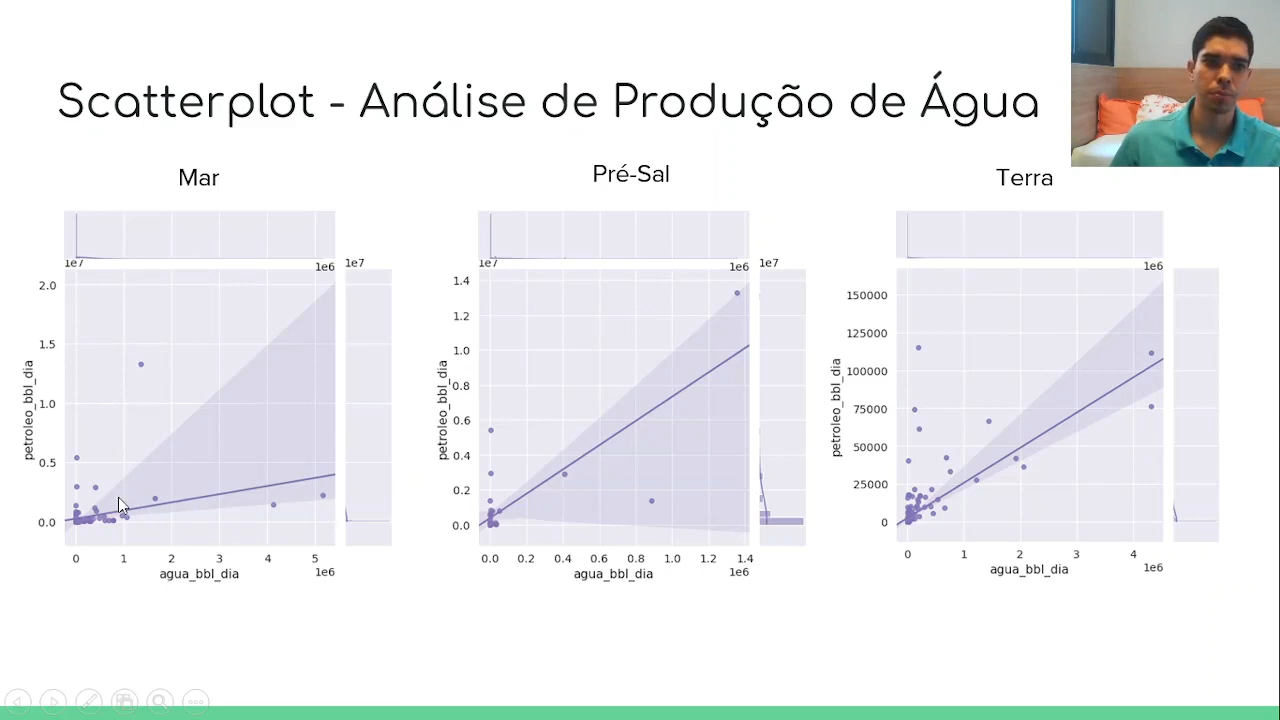 Scatterplot - Análise de Produção de Água
Mar
Pré-Sal
Terra
1e7
1e6
1e7
2.0
1.5
1.0
0.5
0.0
petroleo_bbl_dia
0
1
2
3
4
5
agua_bbl_dia
1e6
1e7
1e6
1e7
1.4
1.2
1.0
0.8
0.6
0.4
0.2
0.0
petroleo_bbl_dia
0.0
0.2
0.4
0.6
0.8
1.0
1.2
1.4
agua_bbl_dia
1e6
1e6
150000
125000
100000
75000
50000
25000
0
petroleo_bbl_dia
0
1
2
3
4
agua_bbl_dia
1e6